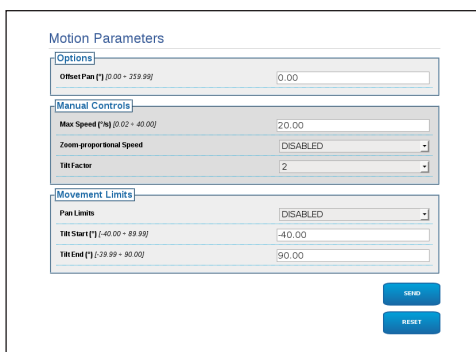 Motion Parameters
Options
Offset Pan (°) [0.00 ÷ 359.99] 0.00
Manual Controls
Max Speed (°/s) [0.02 ÷ 40.00] 20.00
Zoom-proportional Speed DISABLED
Tilt Factor 2
Movement Limits
Pan Limits DISABLED
Tilt Start (°) [-40.00 ÷ 89.99] -40.00
Tilt End (°) [-39.99 ÷ 90.00] 90.00
SEND
RESET